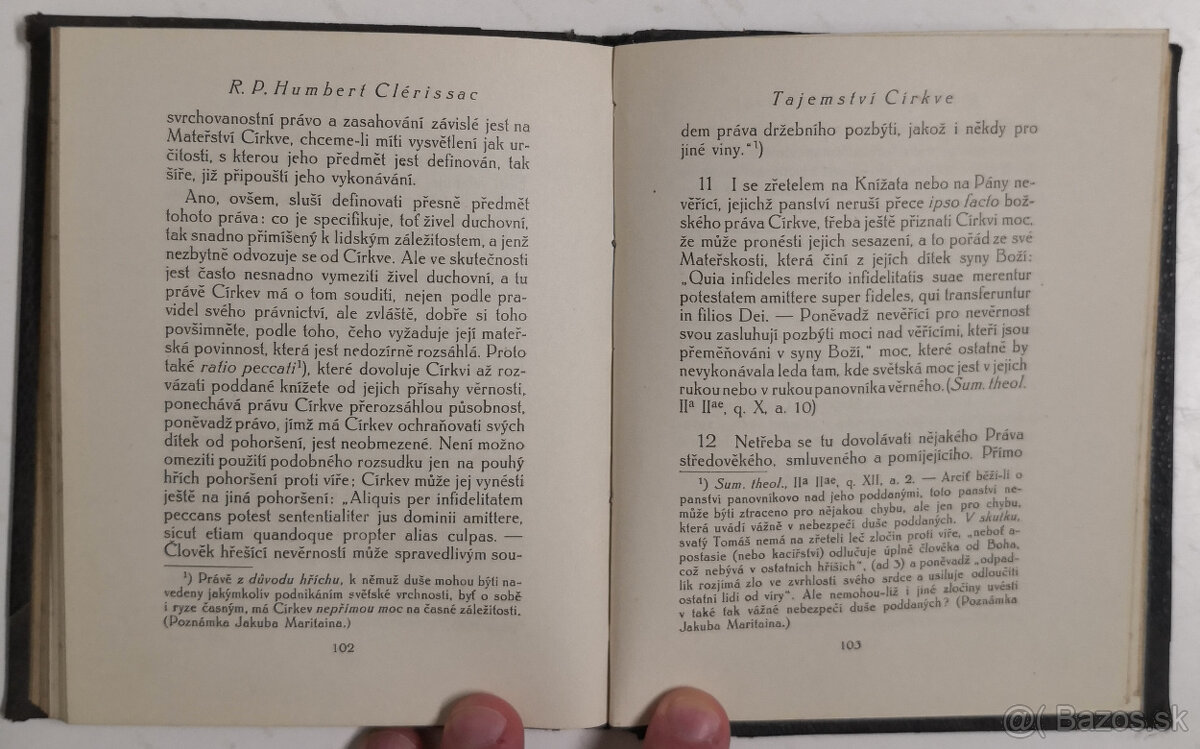 R. P. Humbert Clérissac
svrchovanostní právo a zasahování závislé jest na
Mateřství Církve, chceme-li míti vysvětlení jak ur-
čitosti, s kterou jeho předmět jest definován, tak
šíře, již připouští jeho vykonávání.
Ano, ovšem, sluší definovati přesně předmět
tohoto práva: co je specifikuje, toť živel duchovní,
tak snadno přimíšený k lidským záležitostem, a jenž
nezbytně odvozuje se od Církve. Ale ve skutečnosti
jest často nesnadno vymeziti živel duchovní, a tu
právě Církev má o tom souditi, nejen podle pra-
videl svého právnictví, ale zvláště, dobře si toho
povšimněte, podle toho, čeho vyžaduje její mateř-
ská povinnost, která jest nedozírně rozsáhlá. Proto
také ratio peccati¹), které dovoluje Církvi až roz-
vázati poddané knížete od jejich přísahy věrnosti,
ponechává právu Církve přerozsáhlou působnost,
poněvadž právo, jímž má Církev ochraňovati svých
dítek od pohoršení, jest neobmezené. Není možno
omeziti použití podobného rozsudku jen na pouhý
hřích pohoršení proti víře; Církev může jej vynésti
ještě na jiná pohoršení: „Aliquis per infidelitatem
peccans potest sententialiter jus dominii amittere,
sicut etiam quandoque propter alias culpas. —
Člověk hřešící nevěrností může spravedlivým sou-
¹) Právě z důvodu hříchu, k němuž duše mohou býti na-
vedeny jakýmkoliv podnikáním světské vrchnosti, byť o sobě
i ryze časným, má Církev nepřímou moc na časné záležitosti.
(Poznámka Jakuba Maritaina.)
102
Tajemství Církve
dem práva držebního pozbýti, jakož i někdy pro
jiné viny.“¹)
11 I se zřetelem na Knížata nebo na Pány ne-
věřící, jejichž panství neruší přece ipso facto bož-
ského práva Církve, třeba ještě přiznati Církvi moc,
že může pronésti jejich sesazení, a to pořád ze své
Mateřskosti, která činí z jejích dítek syny Boží:
„Quia infideles merito infidelitatis suae merentur
potestatem amittere super fideles, qui transferuntur
in filios Dei. — Poněvadž nevěřící pro nevěrnost
svou zasluhují pozbýti moci nad věřícími, kteří jsou
přeměňováni v syny Boží,“ moc, které ostatně by
nevykonávala leda tam, kde světská moc jest v jejích
rukou nebo v rukou panovníka věrného. (Sum. theol.
IIª IIªᵉ, q. X, a. 10)
12 Netřeba se tu dovolávati nějakého Práva
středověkého, smluveného a pomíjejícího. Přímo
¹) Sum. theol., IIª IIªᵉ, q. XII, a. 2. — Arciť běží-li o
panství panovníkovo nad jeho poddanými, toto panství ne-
může býti ztraceno pro nějakou chybu, ale jen pro chybu,
která uvádí vážně v nebezpečí duše poddaných. V skutku,
svatý Tomáš nemá na zřeteli leč zločin proti víře, „neboť a-
postasie (nebo kacířství) odlučuje úplně člověka od Boha,
což nebývá v ostatních hříších“, (ad 3) a poněvadž „odpad-
lík rozjímá zlo ve zvrhlosti svého srdce a usiluje odloučiti
ostatní lidi od víry“. Ale nemohou-liž i jiné zločiny uvésti
v také tak vážné nebezpečí duše poddaných? (Poznámka
Jakuba Maritaina.)
103
@( Bazos.sk